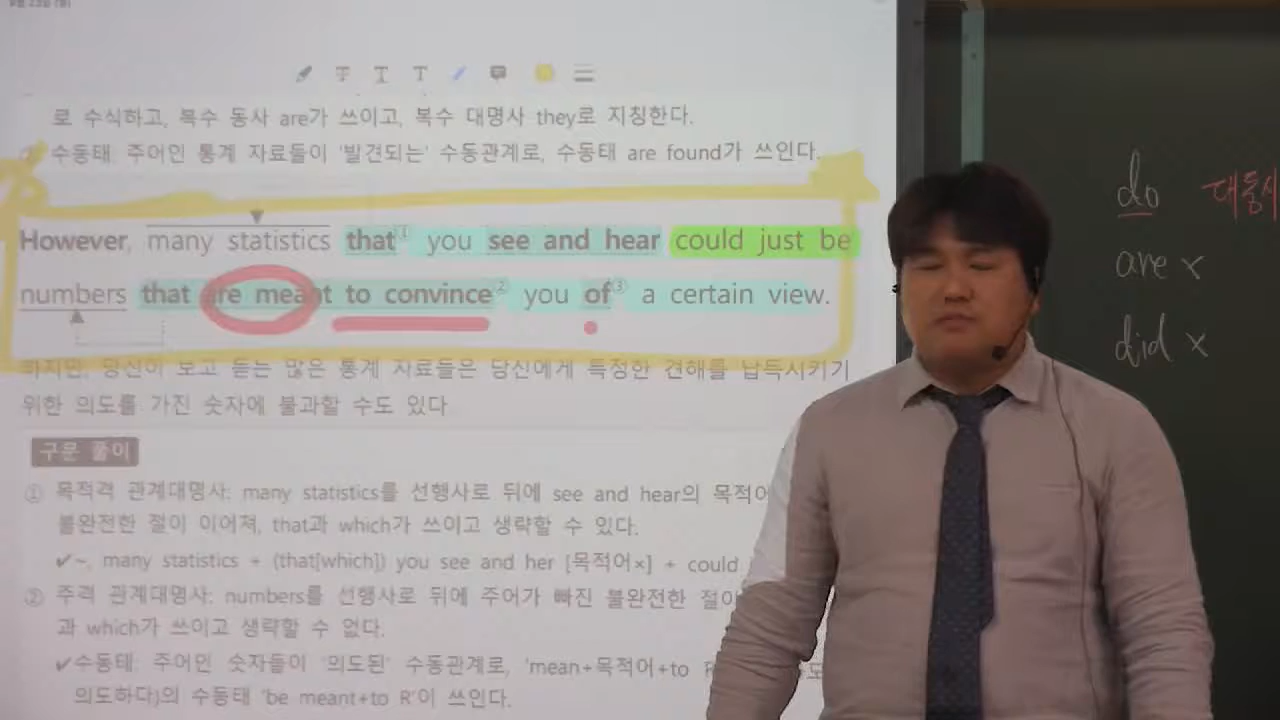 로 수식하고, 복수 동사 are가 쓰이고, 복수 대명사 they로 지칭한다.
수동태: 주어인 통계 자료들이 '발견되는' 수동관계로, 수동태 are found가 쓰인다.
However, many statistics that① you see and hear could just be
numbers that are meant to convince② you of③ a certain view.
하지만, 당신이 보고 듣는 많은 통계 자료들은 당신에게 특정한 견해를 납득시키기
위한 의도를 가진 숫자에 불과할 수도 있다
구문 풀이
① 목적격 관계대명사: many statistics를 선행사로 뒤에 see and hear의 목적어
불완전한 절이 이어져, that과 which가 쓰이고 생략할 수 있다.
✔~, many statistics + (that[which]) you see and her [목적어×] + could
② 주격 관계대명사: numbers를 선행사로 뒤에 주어가 빠진 불완전한 절
과 which가 쓰이고 생략할 수 없다.
✔수동태: 주어인 숫자들이 '의도된' 수동관계로, 'mean+목적어+to
의도하다)의 수동태 'be meant+to R'이 쓰인다.
do 대동사
are ×
did ×